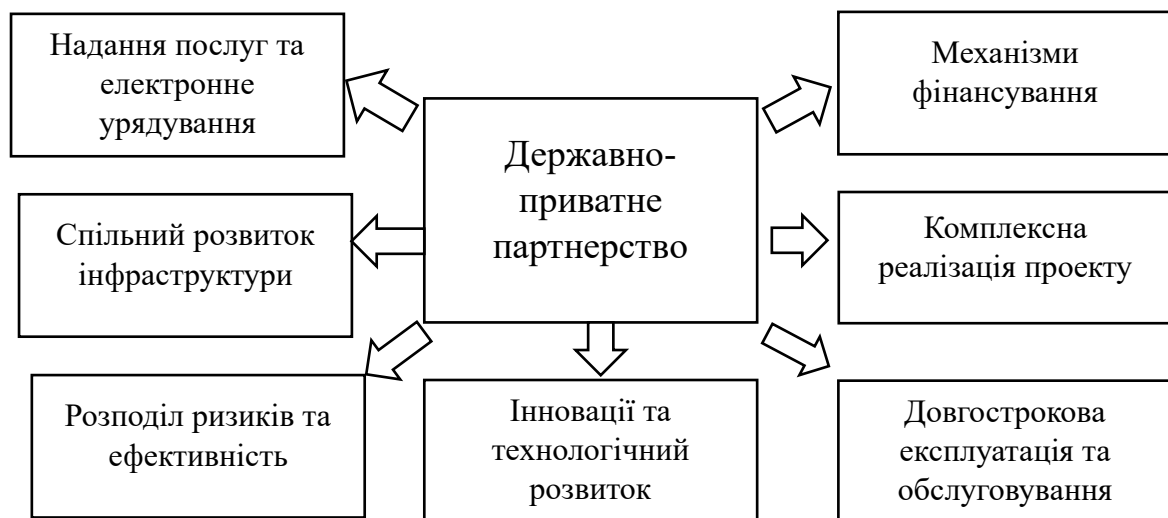 Надання послуг та
електронне
урядування
Механізми
фінансування
Державно-
приватне
партнерство
Спільний розвиток
інфраструктури
Комплексна
реалізація проекту
Розподіл ризиків та
ефективність
Інновації та
технологічний
розвиток
Довгострокова
експлуатація та
обслуговування